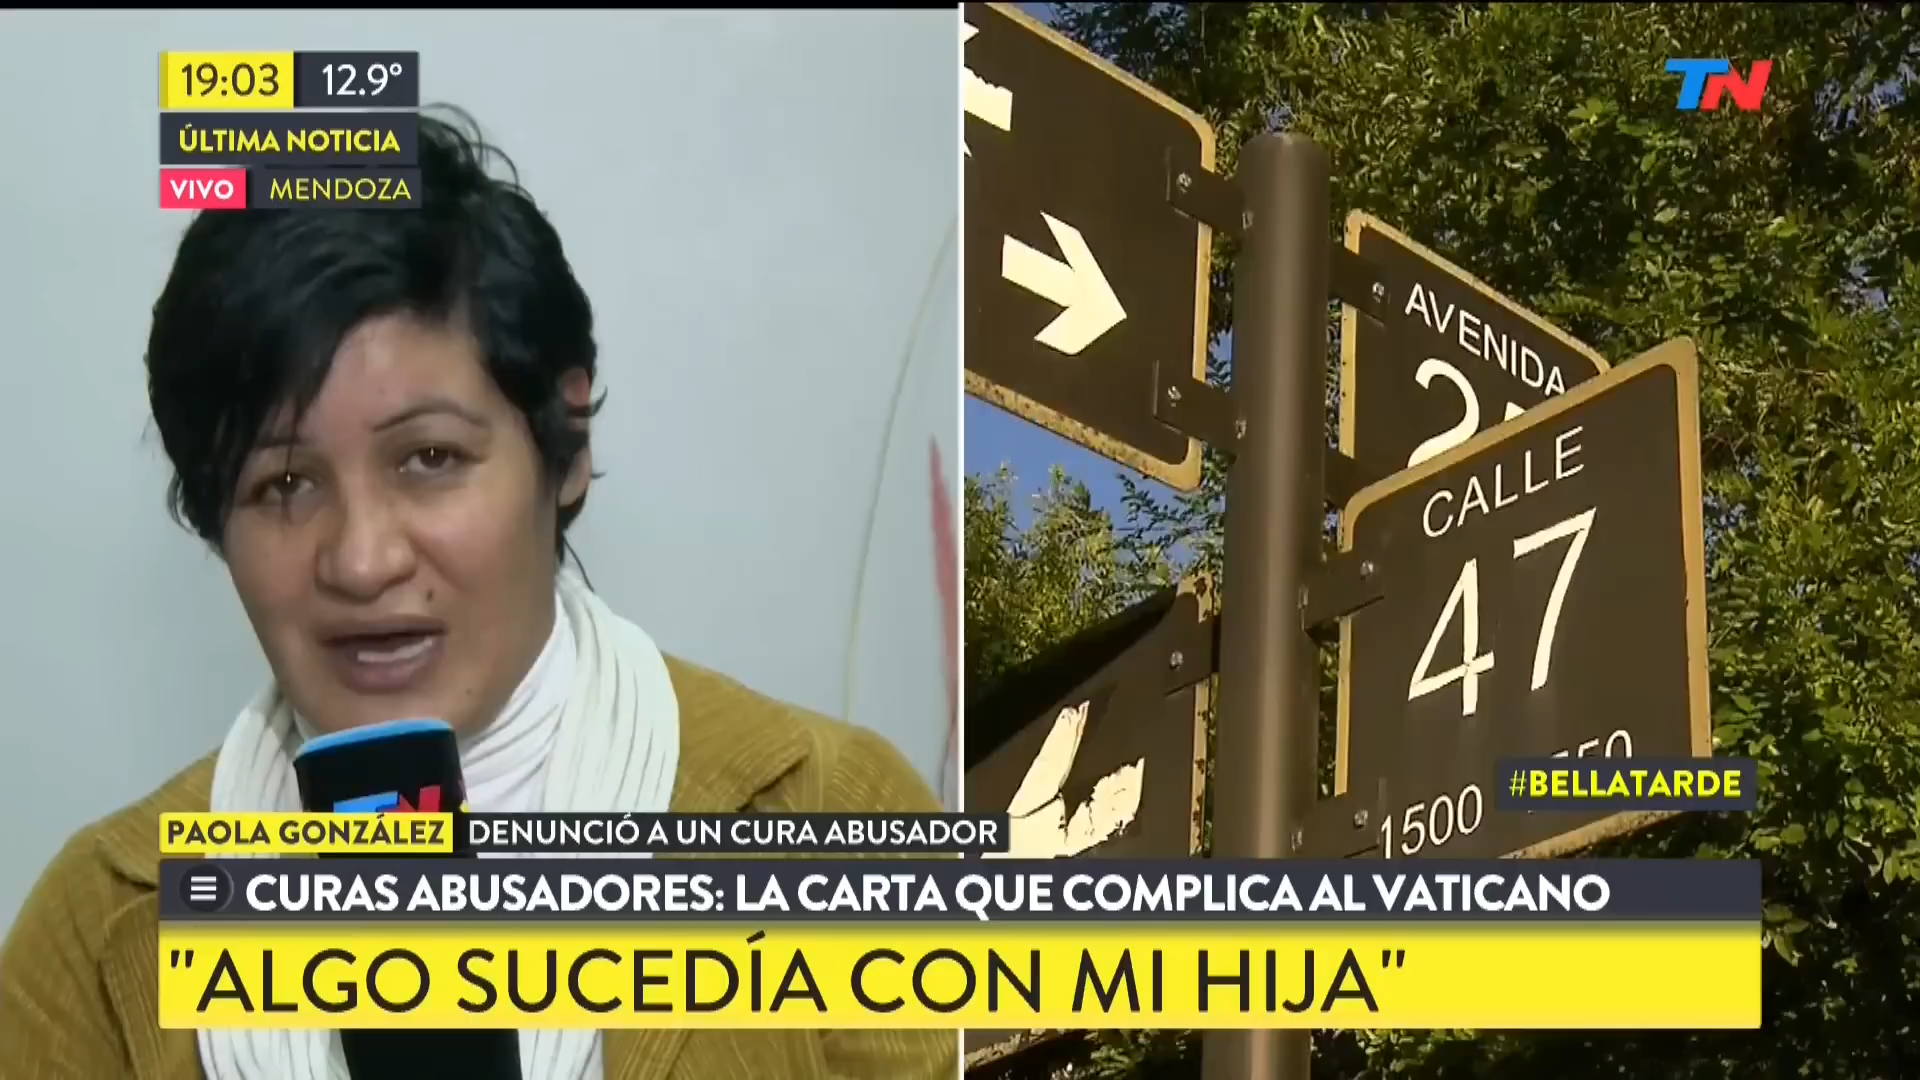 19:03 12.9°
ÚLTIMA NOTICIA
VIVO MENDOZA
TN
AVENIDA
CALLE
47
1500
#BELLATARDE
TN
PAOLA GONZÁLEZ DENUNCIÓ A UN CURA ABUSADOR
CURAS ABUSADORES: LA CARTA QUE COMPLICA AL VATICANO
"ALGO SUCEDÍA CON MI HIJA"